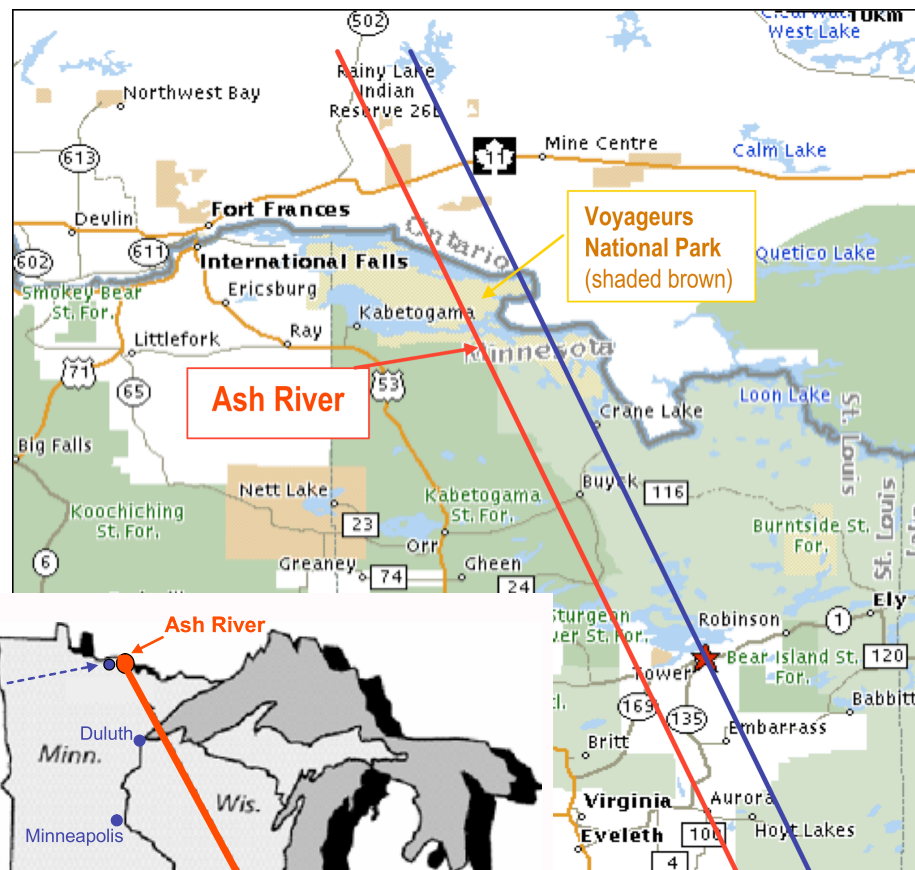 502
Clearwater
West Lake
10km
Rainy Lake
Indian
Reserve 26b
Northwest Bay
11
Mine Centre
Calm Lake
613
Devlin
Fort Frances
Voyageurs
National Park
(shaded brown)
Ontario
611
602
International Falls
Quetico Lake
Smokey Bear
St. For.
Ericsburg
Kabetogama
Ray
Littlefork
Minnesota
71
65
Ash River
53
Loon Lake
Crane Lake
St. Louis
Big Falls
Nett Lake
Buyck
116
Kabetogama
St. For.
Koochiching
St. For.
23
Burntside St.
For.
St. Louis
Orr
6
Greaney
74
Gheen
24
Ely
Sturgeon
St. For.
Robinson
1
Ash River
Bear Island St.
For.
120
Tower
169
135
Babbitt
Duluth
Minn.
Britt
Embarrass
Wis.
Virginia
Aurora
Minneapolis
Eveleth
100
Hoyt Lakes
4